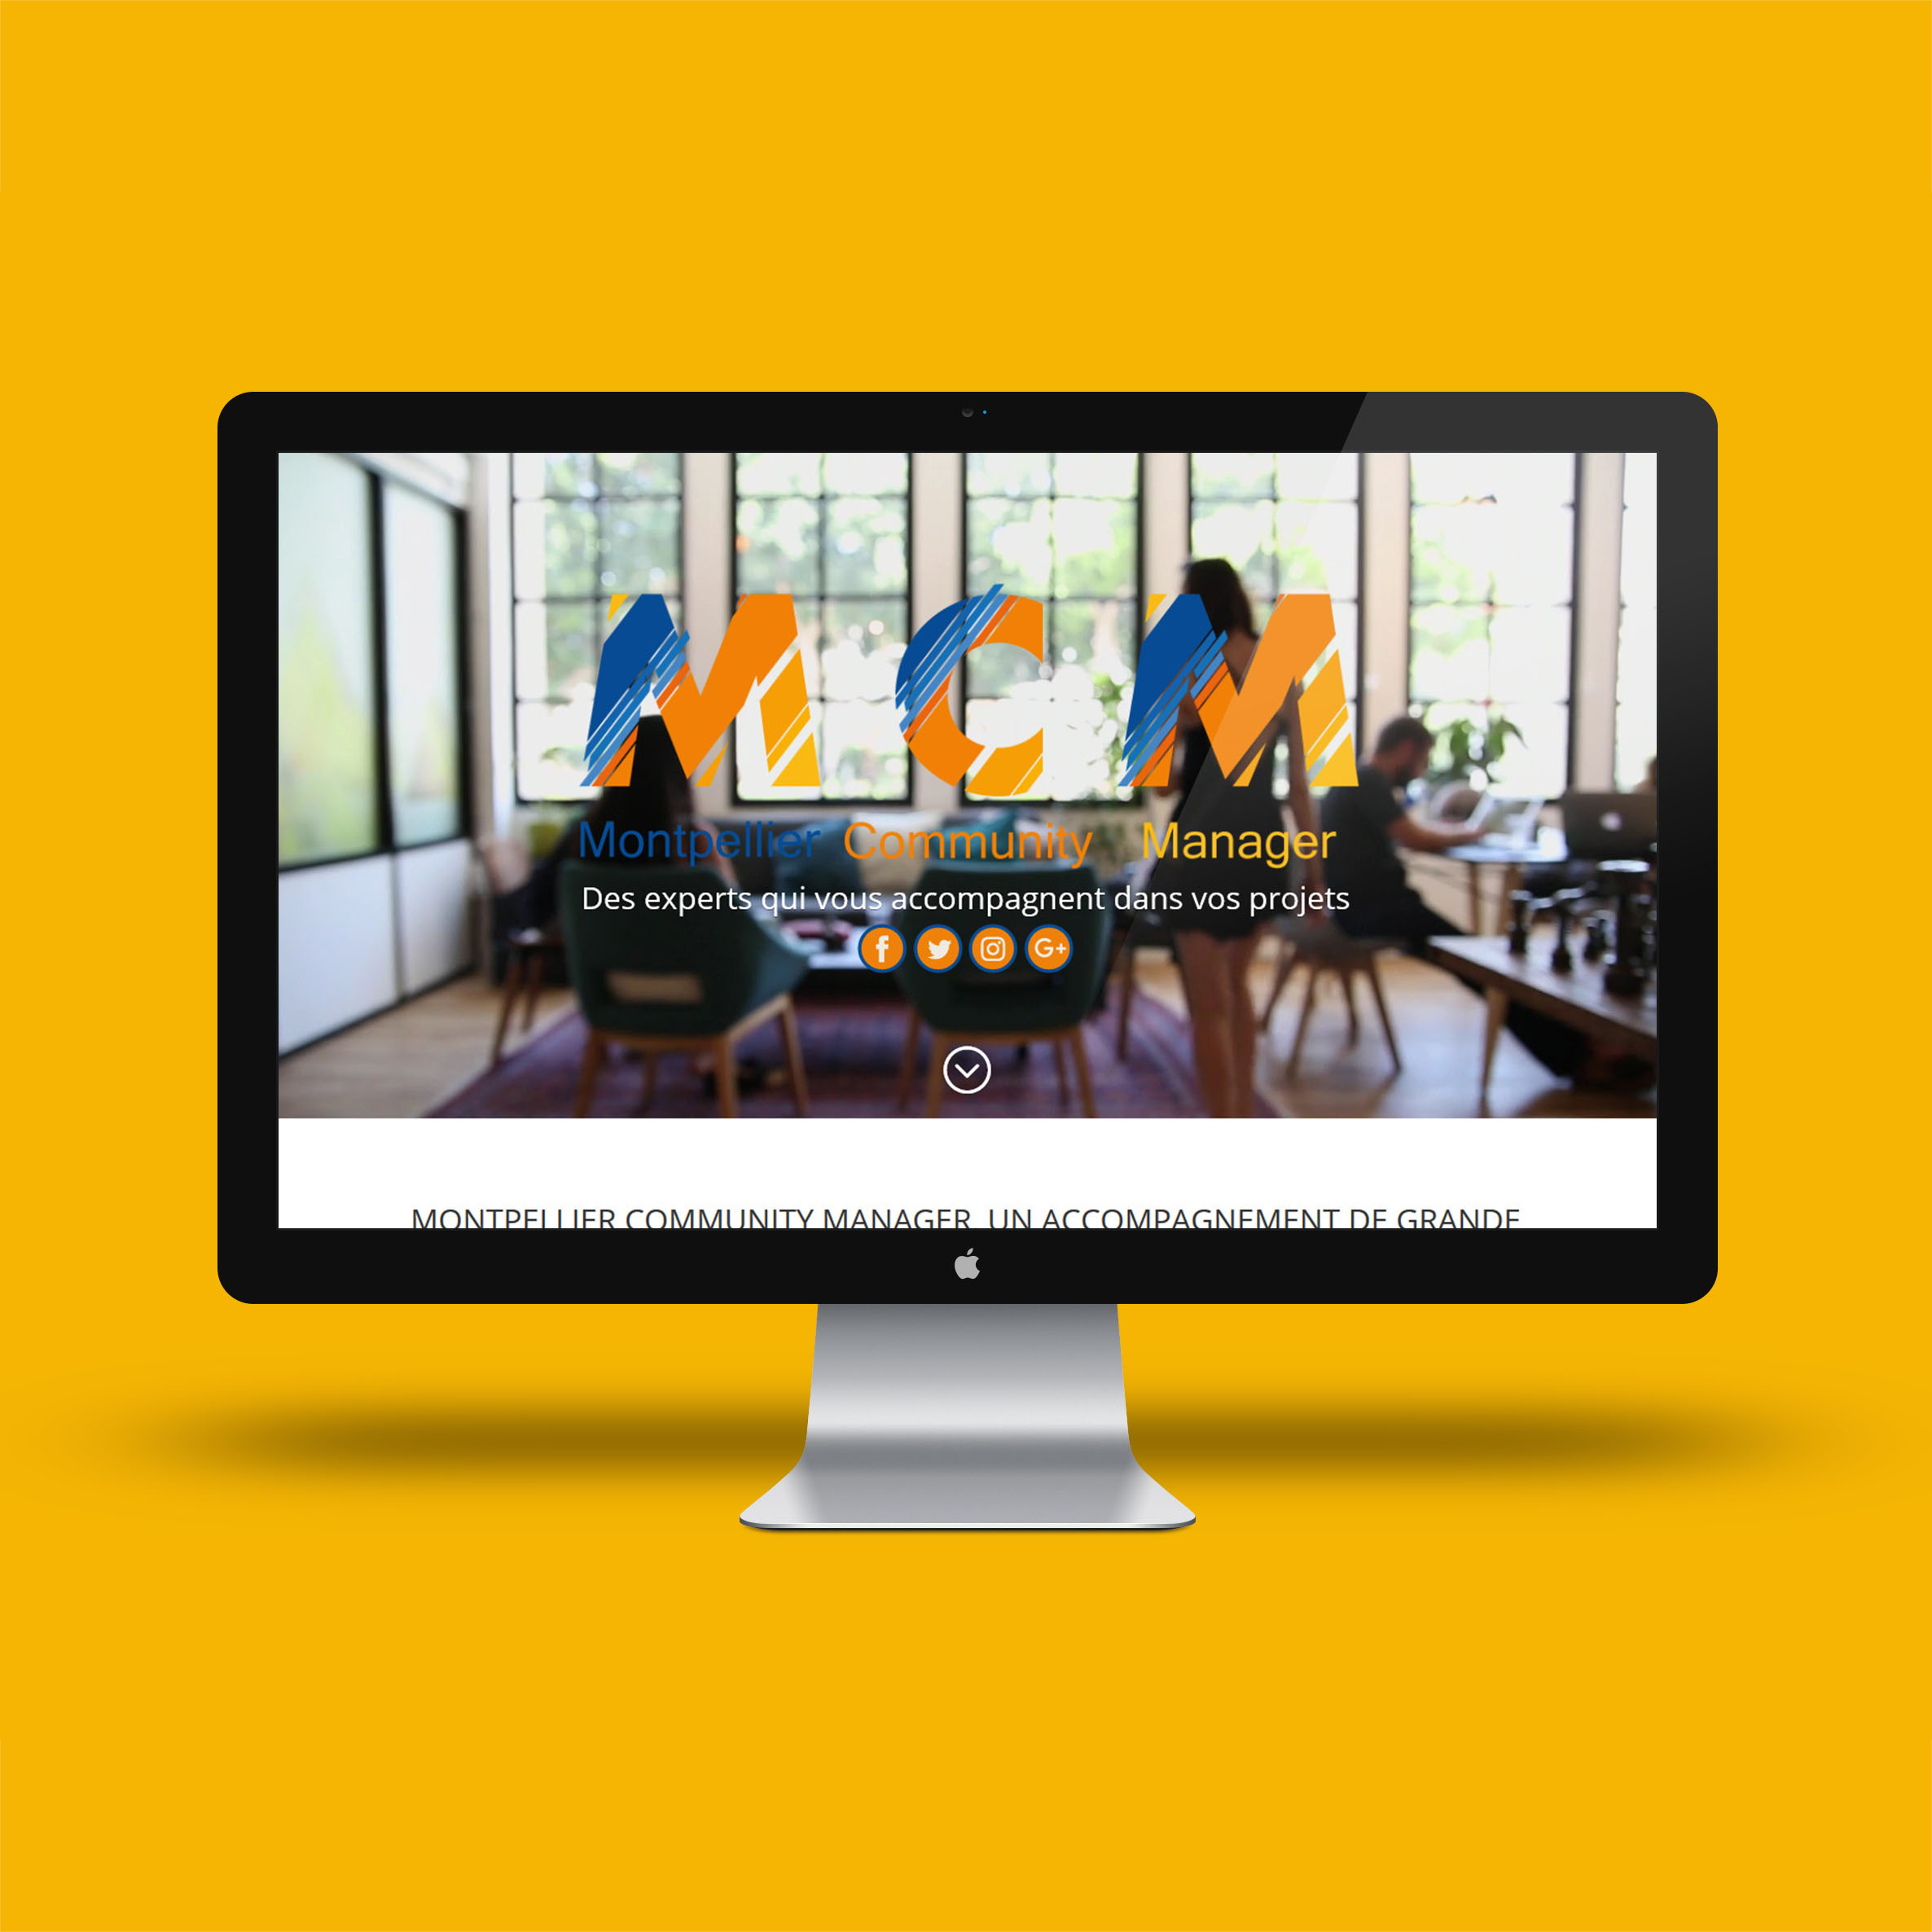 MCM
Montpellier Community Manager
Des experts qui vous accompagnent dans vos projets
f G+
MONTPELLIER COMMUNITY MANAGER, UN ACCOMPAGNEMENT DE GRANDE